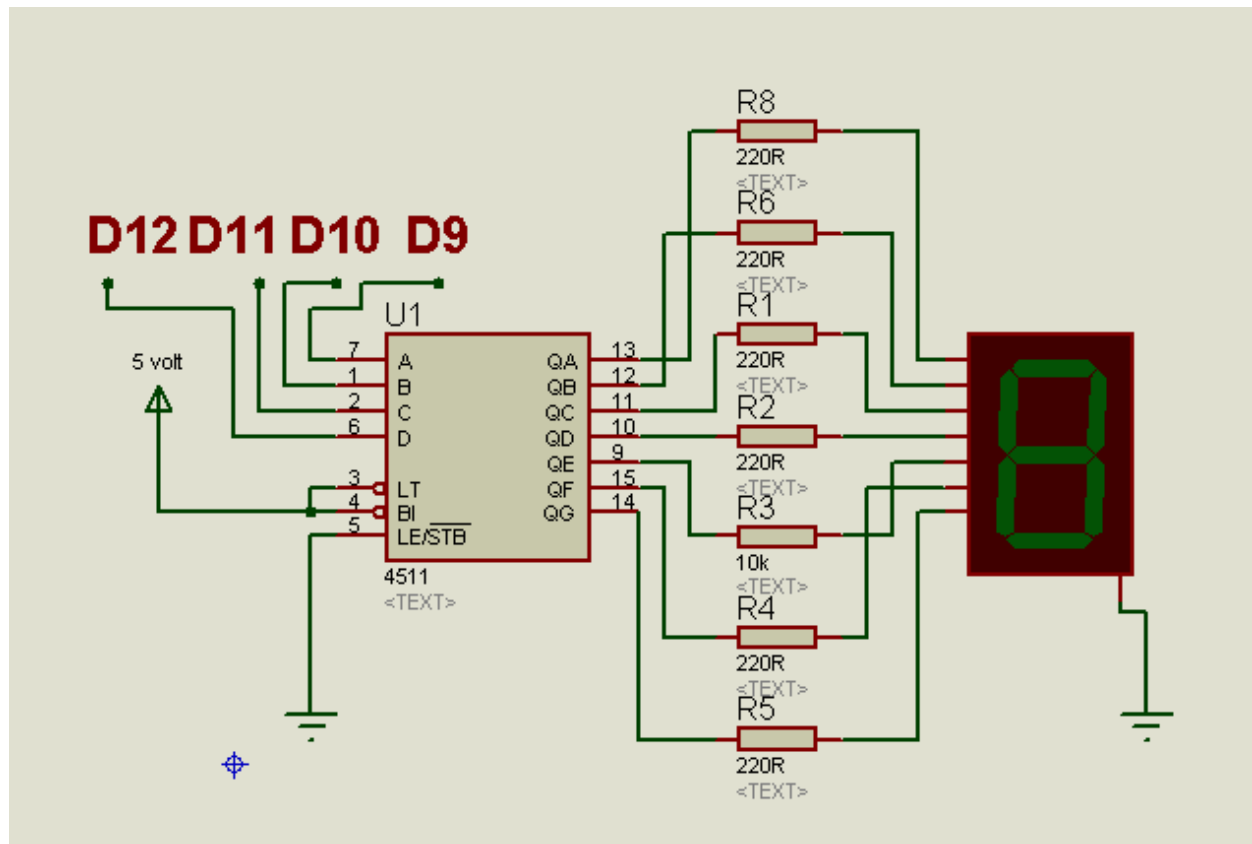 R8
220R
<TEXT>
R6
220R
<TEXT>
R1
220R
<TEXT>
R2
220R
<TEXT>
R3
10k
<TEXT>
R4
220R
<TEXT>
R5
220R
<TEXT>
D12 D11 D10 D9
5 volt
U1
7 A QA 13
1 B QB 12
2 C QC 11
6 D QD 10
QE 9
3 LT QF 15
4 BI QG 14
5 LE/STB
4511
<TEXT>